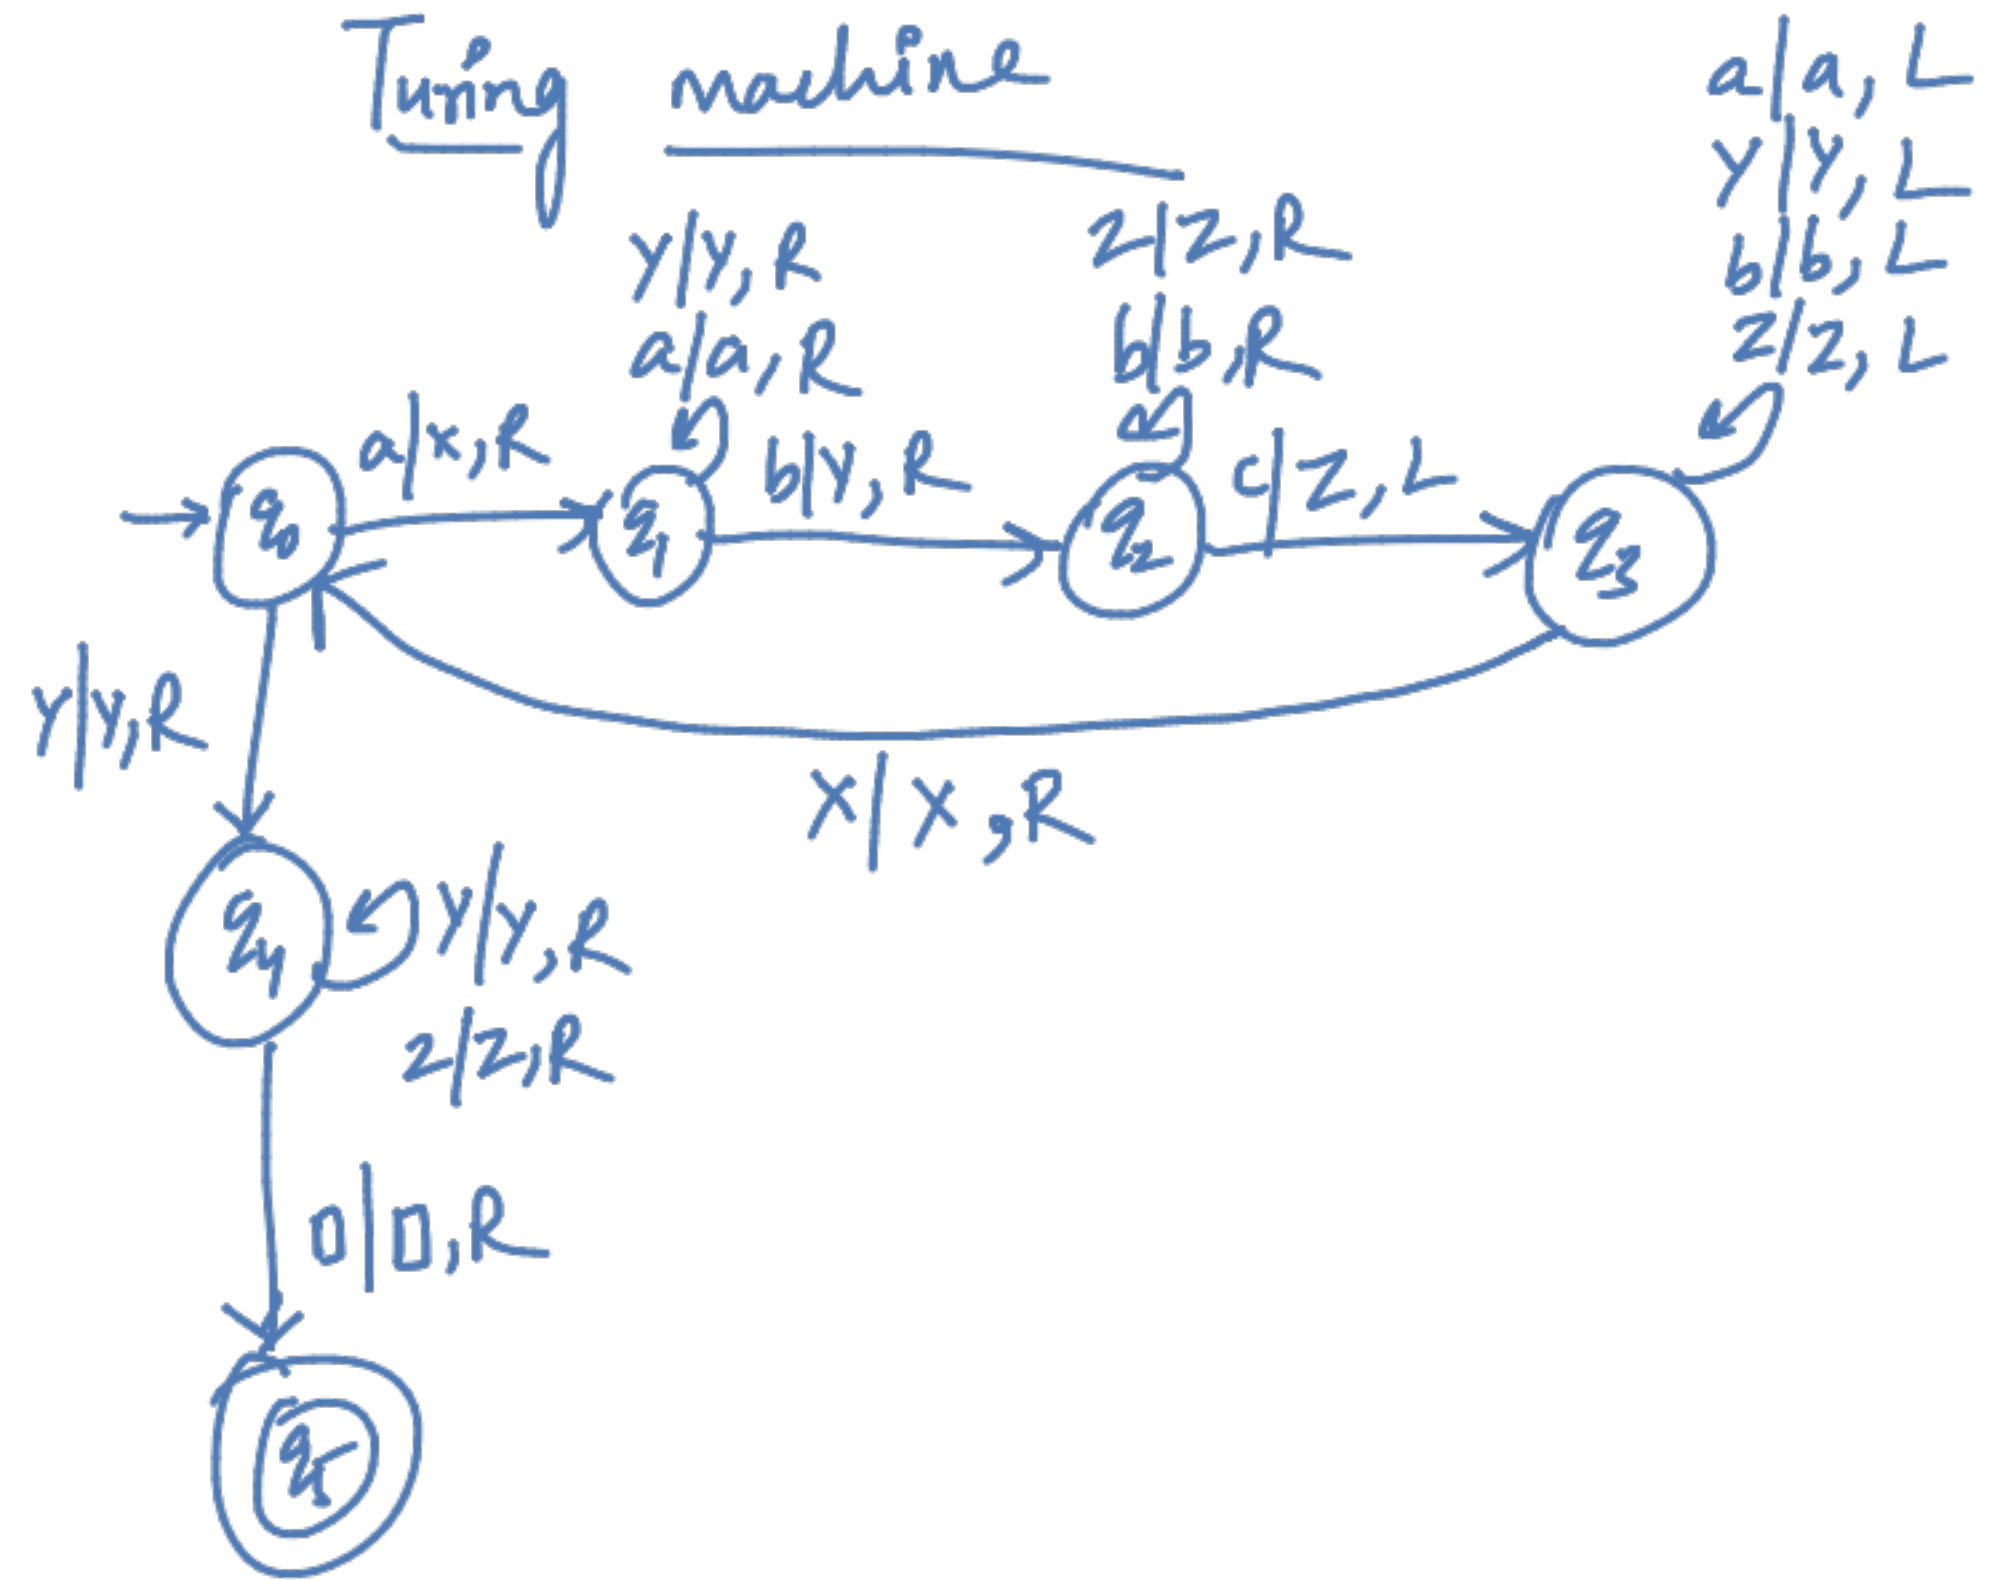 Turing machine
a|a, L
y|y, L
b|b, L
z|z, L
y|y, R
a|a, R
z|z, R
b|b, R
a|x, R
b|y, R
c|z, L
q0
q1
q2
q3
y|y, R
x|x, R
q4
y|y, R
z|z, R
□|□, R
q5